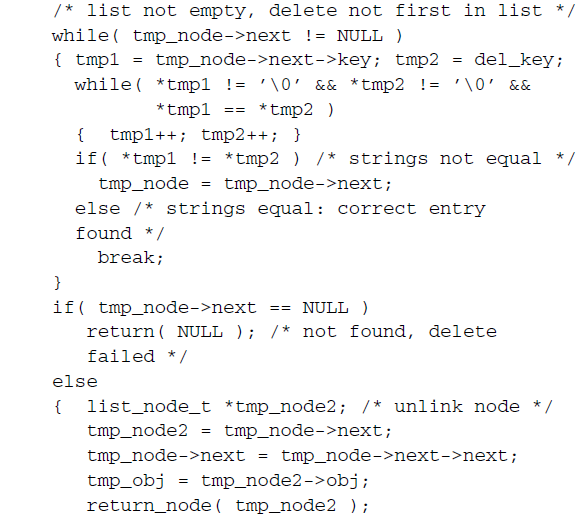 /* list not empty, delete not first in list */
while( tmp_node->next != NULL )
{ tmp1 = tmp_node->next->key; tmp2 = del_key;
while( *tmp1 != ’\0’ && *tmp2 != ’\0’ &&
*tmp1 == *tmp2 )
{ tmp1++; tmp2++; }
if( *tmp1 != *tmp2 ) /* strings not equal */
tmp_node = tmp_node->next;
else /* strings equal: correct entry
found */
break;
}
if( tmp_node->next == NULL )
return( NULL ); /* not found, delete
failed */
else
{ list_node_t *tmp_node2; /* unlink node */
tmp_node2 = tmp_node->next;
tmp_node->next = tmp_node->next->next;
tmp_obj = tmp_node2->obj;
return_node( tmp_node2 );